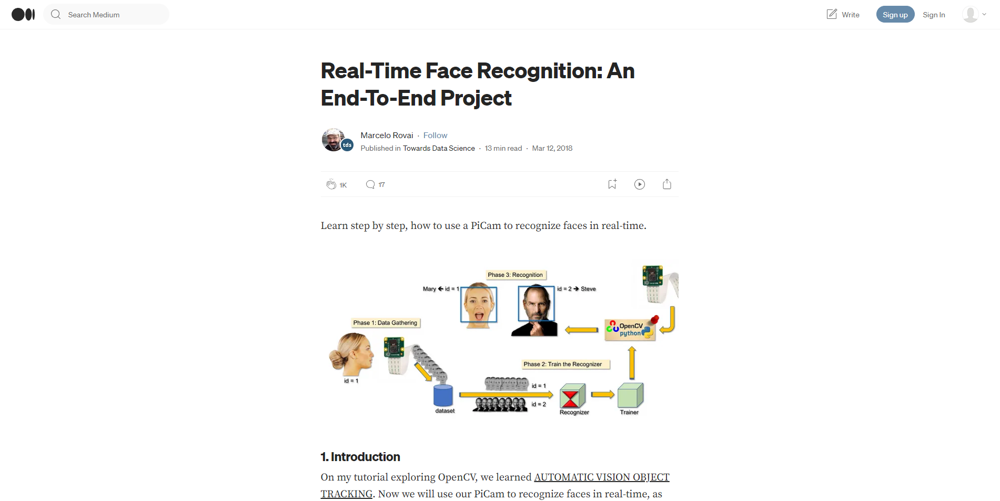 Search Medium
Write
Sign up
Sign In
Real-Time Face Recognition: An
End-To-End Project
Marcelo Rovai · Follow
tds
Published in Towards Data Science · 13 min read · Mar 12, 2018
1K
17
Learn step by step, how to use a PiCam to recognize faces in real-time.
Phase 3: Recognition
Mary ← id = 1
id = 2 → Steve
Phase 1: Data Gathering
OpenCV
python
id = 1
Phase 2: Train the Recognizer
id = 1
id = 2
dataset
Recognizer
Trainer
1. Introduction
On my tutorial exploring OpenCV, we learned AUTOMATIC VISION OBJECT
TRACKING. Now we will use our PiCam to recognize faces in real-time, as